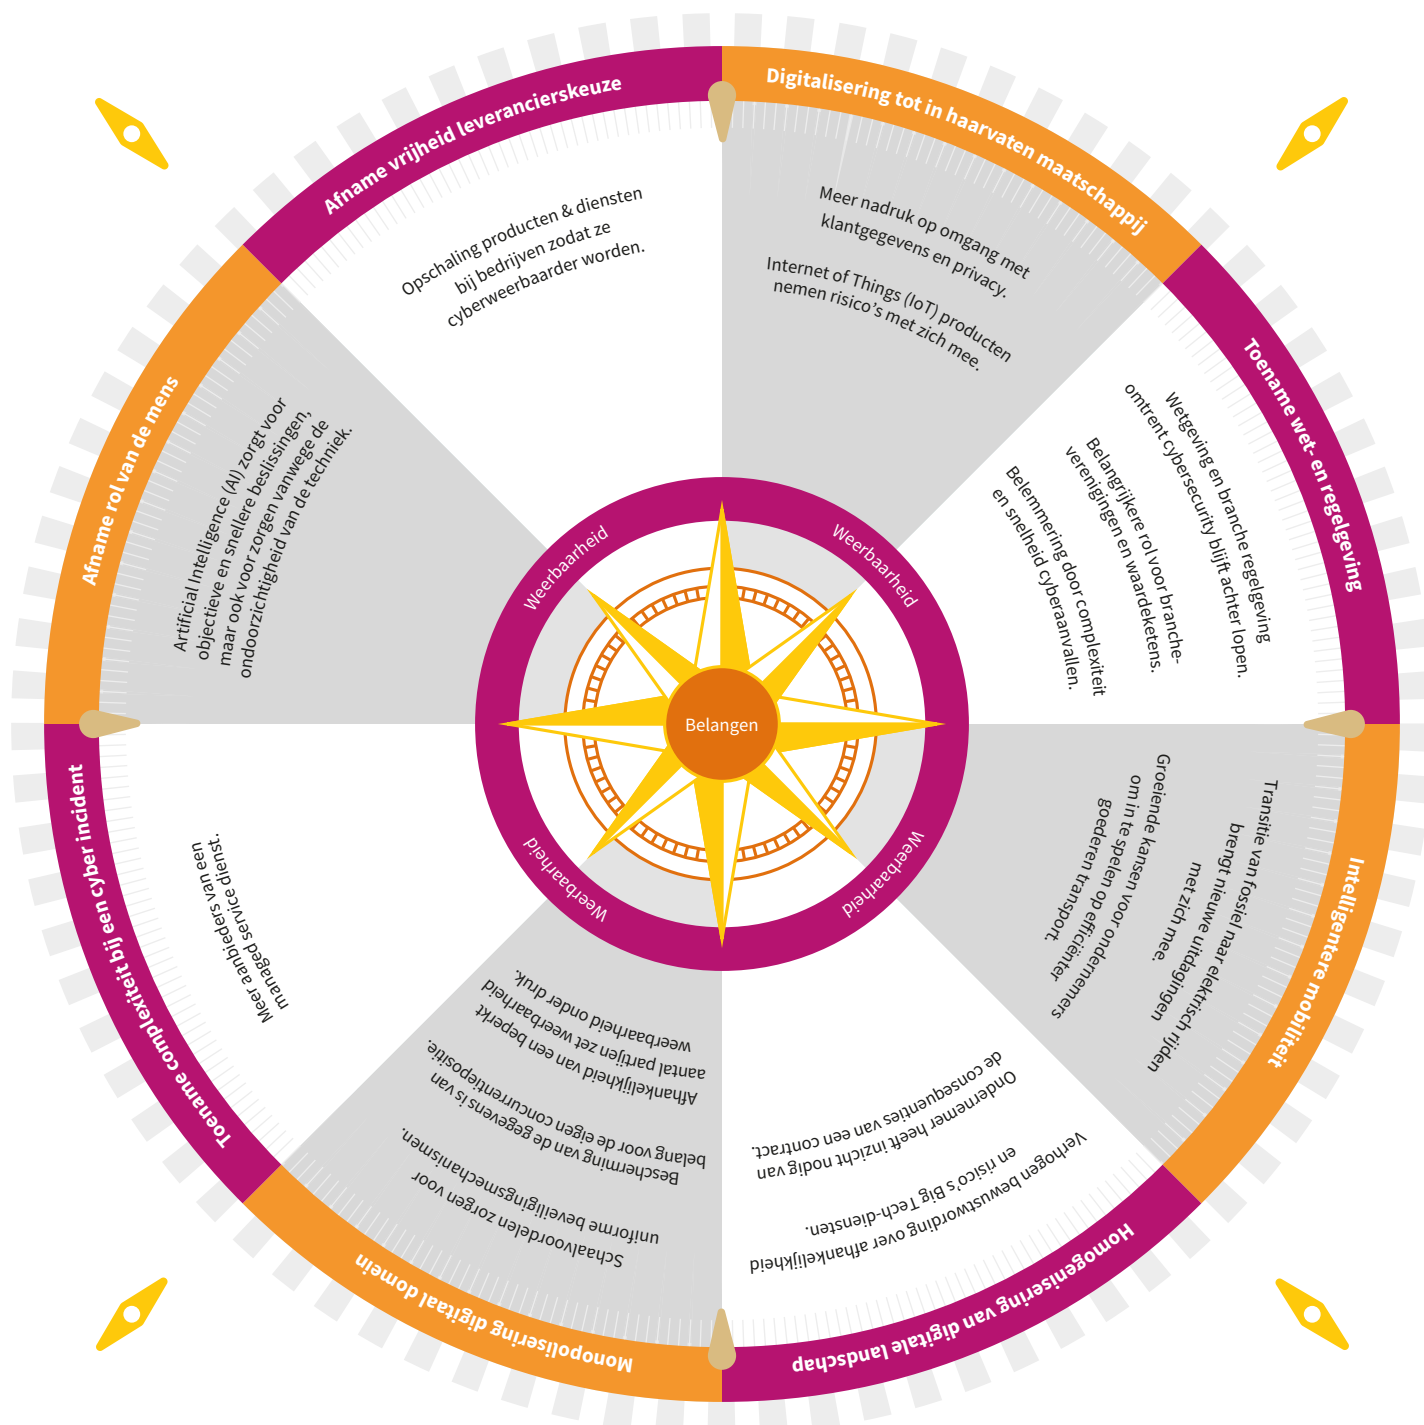 Digitalisering tot in haarvaten maatschappij
Meer nadruk op omgang met
klantgegevens en privacy.
Internet of Things (IoT) producten
nemen risico’s met zich mee.
Toename wet- en regelgeving
Wetgeving en branche regelgeving
omtrent cybersecurity blijft achter lopen.
Belangrijkere rol voor branche-
verenigingen en waardeketens.
Belemmering door complexiteit
en snelheid cyberaanvallen.
Intelligentere mobiliteit
Transitie van fossiel naar elektrisch rijden
brengt nieuwe uitdagingen
met zich mee.
Groeiende kansen voor ondernemers
om in te spelen op efficiënter
goederen transport.
Homogenisering van digitale landschap
Verhogen bewustwording over afhankelijkheid
en risico’s Big Tech-diensten.
Ondernemer heeft inzicht nodig van
de consequenties van een contract.
Monopolisering digitaal domein
Schaalvoordelen zorgen voor
uniforme beveiligingsmechanismen.
Bescherming van de gegevens is van
belang voor de eigen concurrentiepositie.
Afhankelijkheid van een beperkt
aantal partijen zet weerbaarheid
weerbaarheid onder druk.
Toename complexiteit bij een cyber incident
Meer aanbieders van een
managed service dienst.
Afname rol van de mens
Artificial Intelligence (AI) zorgt voor
objectieve en snellere beslissingen,
maar ook voor zorgen vanwege de
ondoorzichtigheid van de techniek.
Afname vrijheid leverancierskeuze
Opschaling producten & diensten
bij bedrijven zodat ze
cyberweerbaarder worden.
Weerbaarheid
Weerbaarheid
Weerbaarheid
Weerbaarheid
Belangen